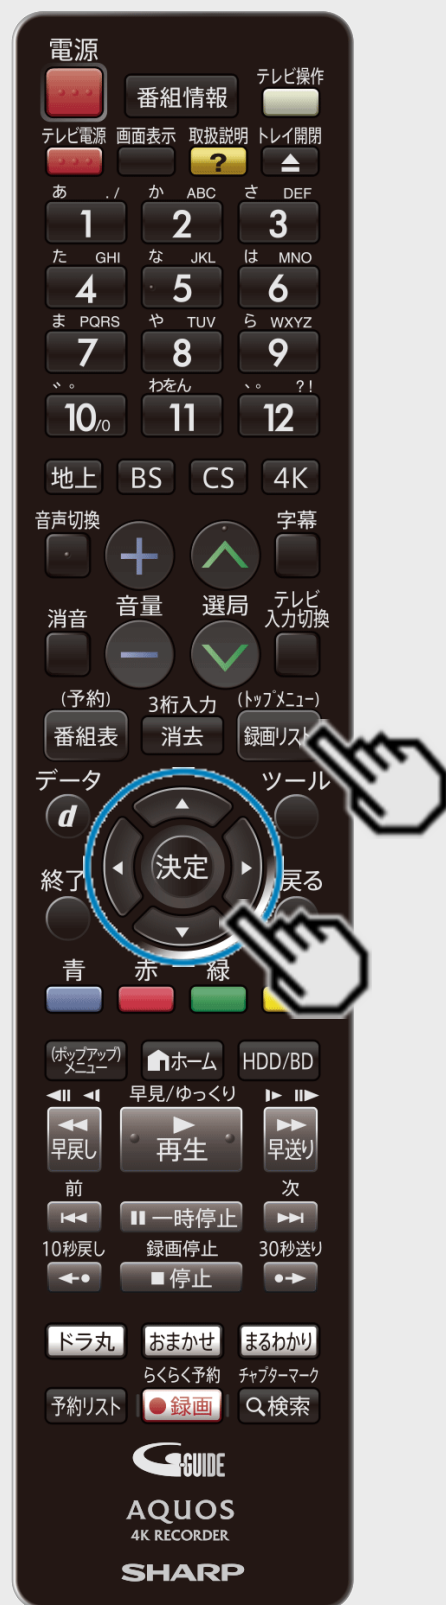 電源
番組情報
テレビ操作
テレビ電源 画面表示 取扱説明 トレイ開閉
?
あ ./ か ABC さ DEF
1 2 3
た GHI な JKL は MNO
4 5 6
ま PQRS や TUV ら WXYZ
7 8 9
゛゜ わをん 、。 ?!
10/0 11 12
地上 BS CS 4K
音声切換 字幕
+
消音 音量 選局 テレビ
入力切換
−
(予約) 3桁入力 (トップメニュー)
番組表 消去 録画リスト
データ ツール
d
決定
終了 戻る
青 赤 緑
(ポップアップ)
メニュー
ホーム HDD/BD
早見/ゆっくり
早戻し 再生 早送り
前 次
一時停止
10秒戻し 録画停止 30秒送り
停止
ドラ丸 おまかせ まるわかり
らくらく予約 チャプターマーク
予約リスト 録画 検索
G-GUIDE
AQUOS
4K RECORDER
SHARP